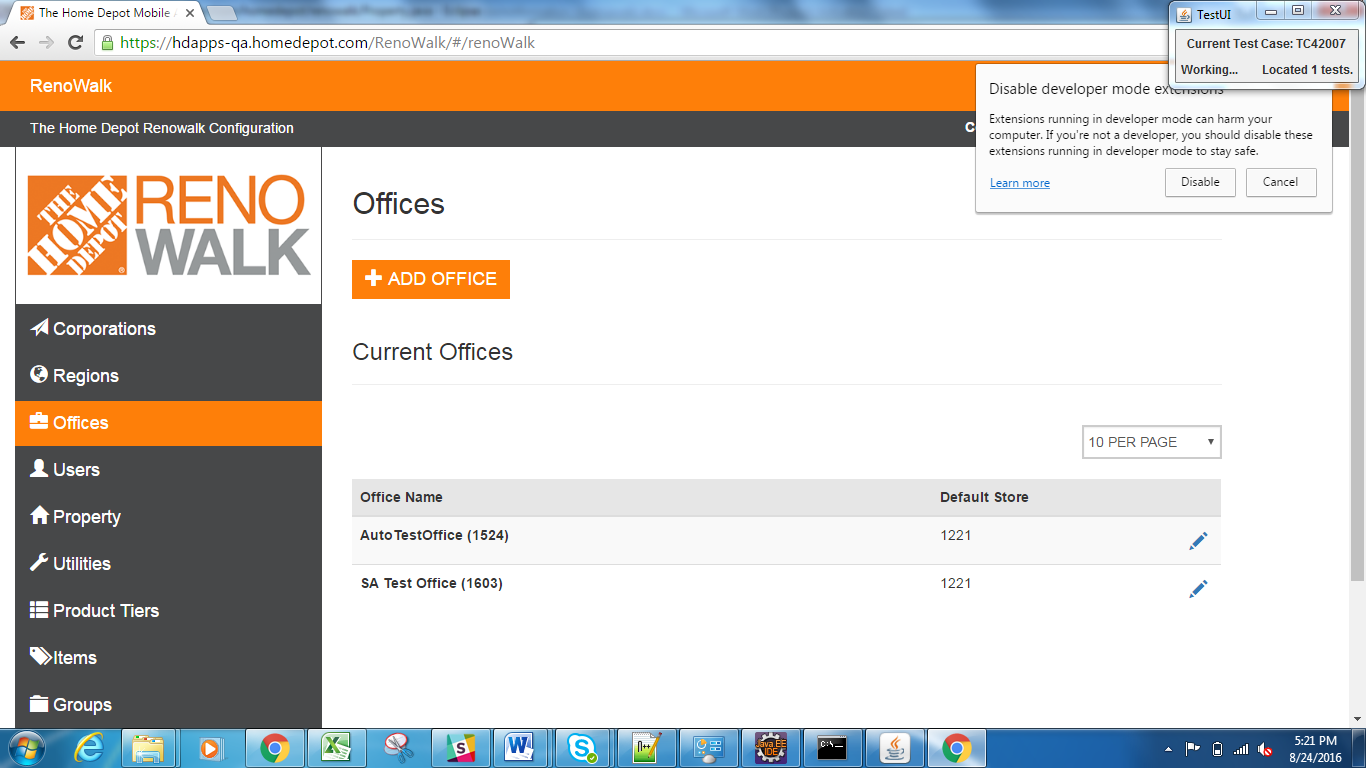 The Home Depot Mobile
TestUI
Current Test Case: TC42007
Working... Located 1 tests.
https://hdapps-qa.homedepot.com/RenoWalk/#/renoWalk
RenoWalk
Disable developer mode extensions
Extensions running in developer mode can harm your
computer. If you're not a developer, you should disable these
extensions running in developer mode to stay safe.
Learn more Disable Cancel
The Home Depot Renowalk Configuration
THE HOME DEPOT
RENO
WALK
Corporations
Regions
Offices
Users
Property
Utilities
Product Tiers
Items
Groups
Offices
ADD OFFICE
Current Offices
10 PER PAGE
Office Name Default Store
AutoTestOffice (1524) 1221
SA Test Office (1603) 1221
5:21 PM
8/24/2016